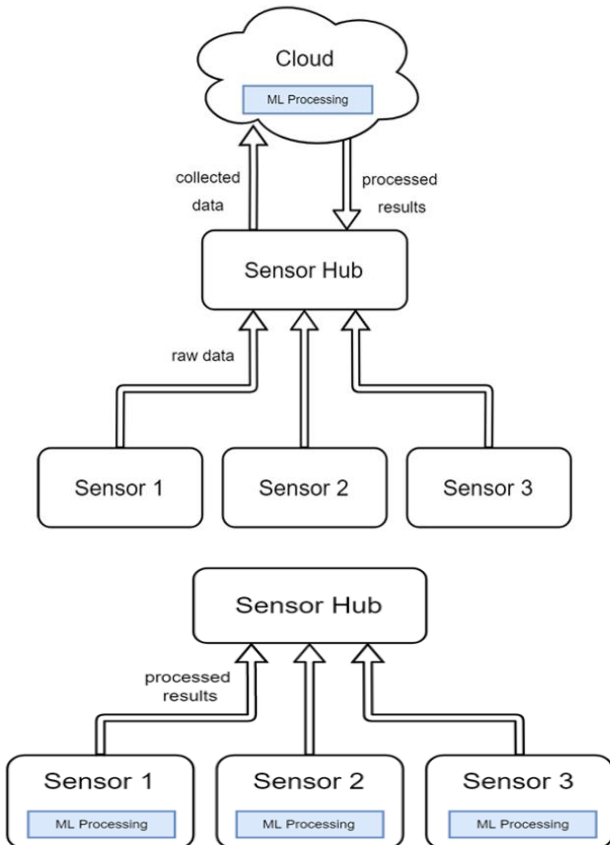 Cloud
ML Processing
collected
data
processed
results
Sensor Hub
raw data
Sensor 1
Sensor 2
Sensor 3
Sensor Hub
processed
results
Sensor 1
Sensor 2
Sensor 3
ML Processing
ML Processing
ML Processing